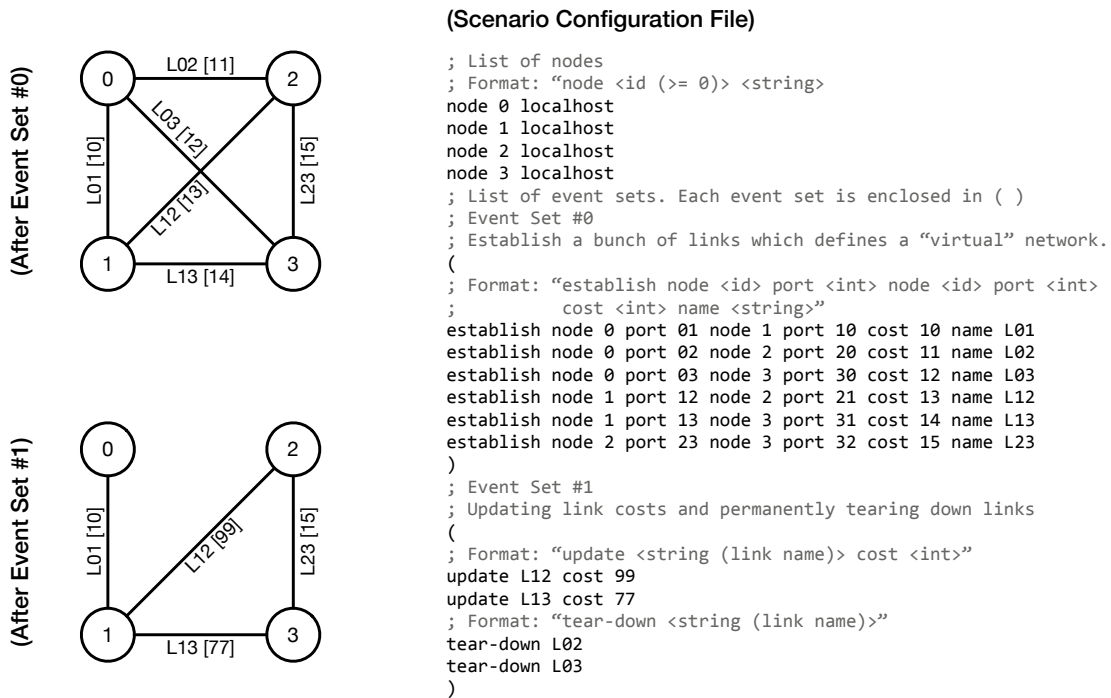 (After Event Set #0)
0
L02 [11]
2
L03 [12]
L01 [10]
L23 [15]
L12 [13]
1
L13 [14]
3
(After Event Set #1)
0
2
L01 [10]
L12 [99]
L23 [15]
1
L13 [77]
3
(Scenario Configuration File)
; List of nodes
; Format: “node <id (>= 0)> <string>
node 0 localhost
node 1 localhost
node 2 localhost
node 3 localhost
; List of event sets. Each event set is enclosed in ( )
; Event Set #0
; Establish a bunch of links which defines a “virtual” network.
(
; Format: “establish node <id> port <int> node <id> port <int>
;          cost <int> name <string>”
establish node 0 port 01 node 1 port 10 cost 10 name L01
establish node 0 port 02 node 2 port 20 cost 11 name L02
establish node 0 port 03 node 3 port 30 cost 12 name L03
establish node 1 port 12 node 2 port 21 cost 13 name L12
establish node 1 port 13 node 3 port 31 cost 14 name L13
establish node 2 port 23 node 3 port 32 cost 15 name L23
)
; Event Set #1
; Updating link costs and permanently tearing down links
(
; Format: “update <string (link name)> cost <int>”
update L12 cost 99
update L13 cost 77
; Format: “tear-down <string (link name)>”
tear-down L02
tear-down L03
)